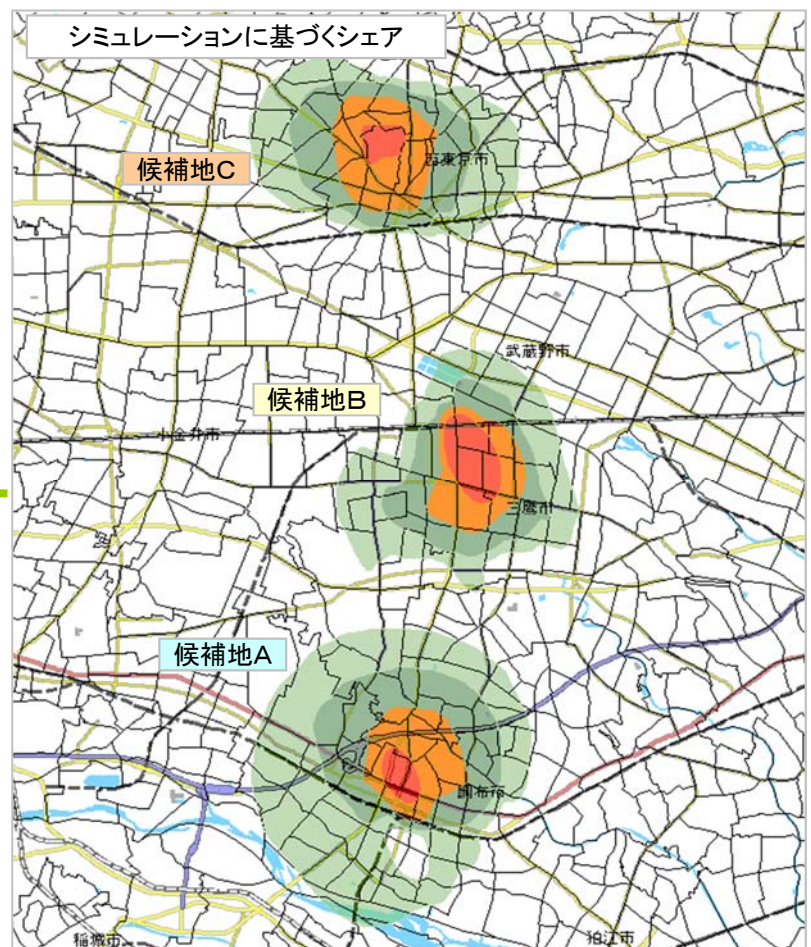 シミュレーションに基づくシェア
西東京市
候補地C
武蔵野市
候補地B
小金井市
三鷹市
候補地A
調布市
稲城市
狛江市